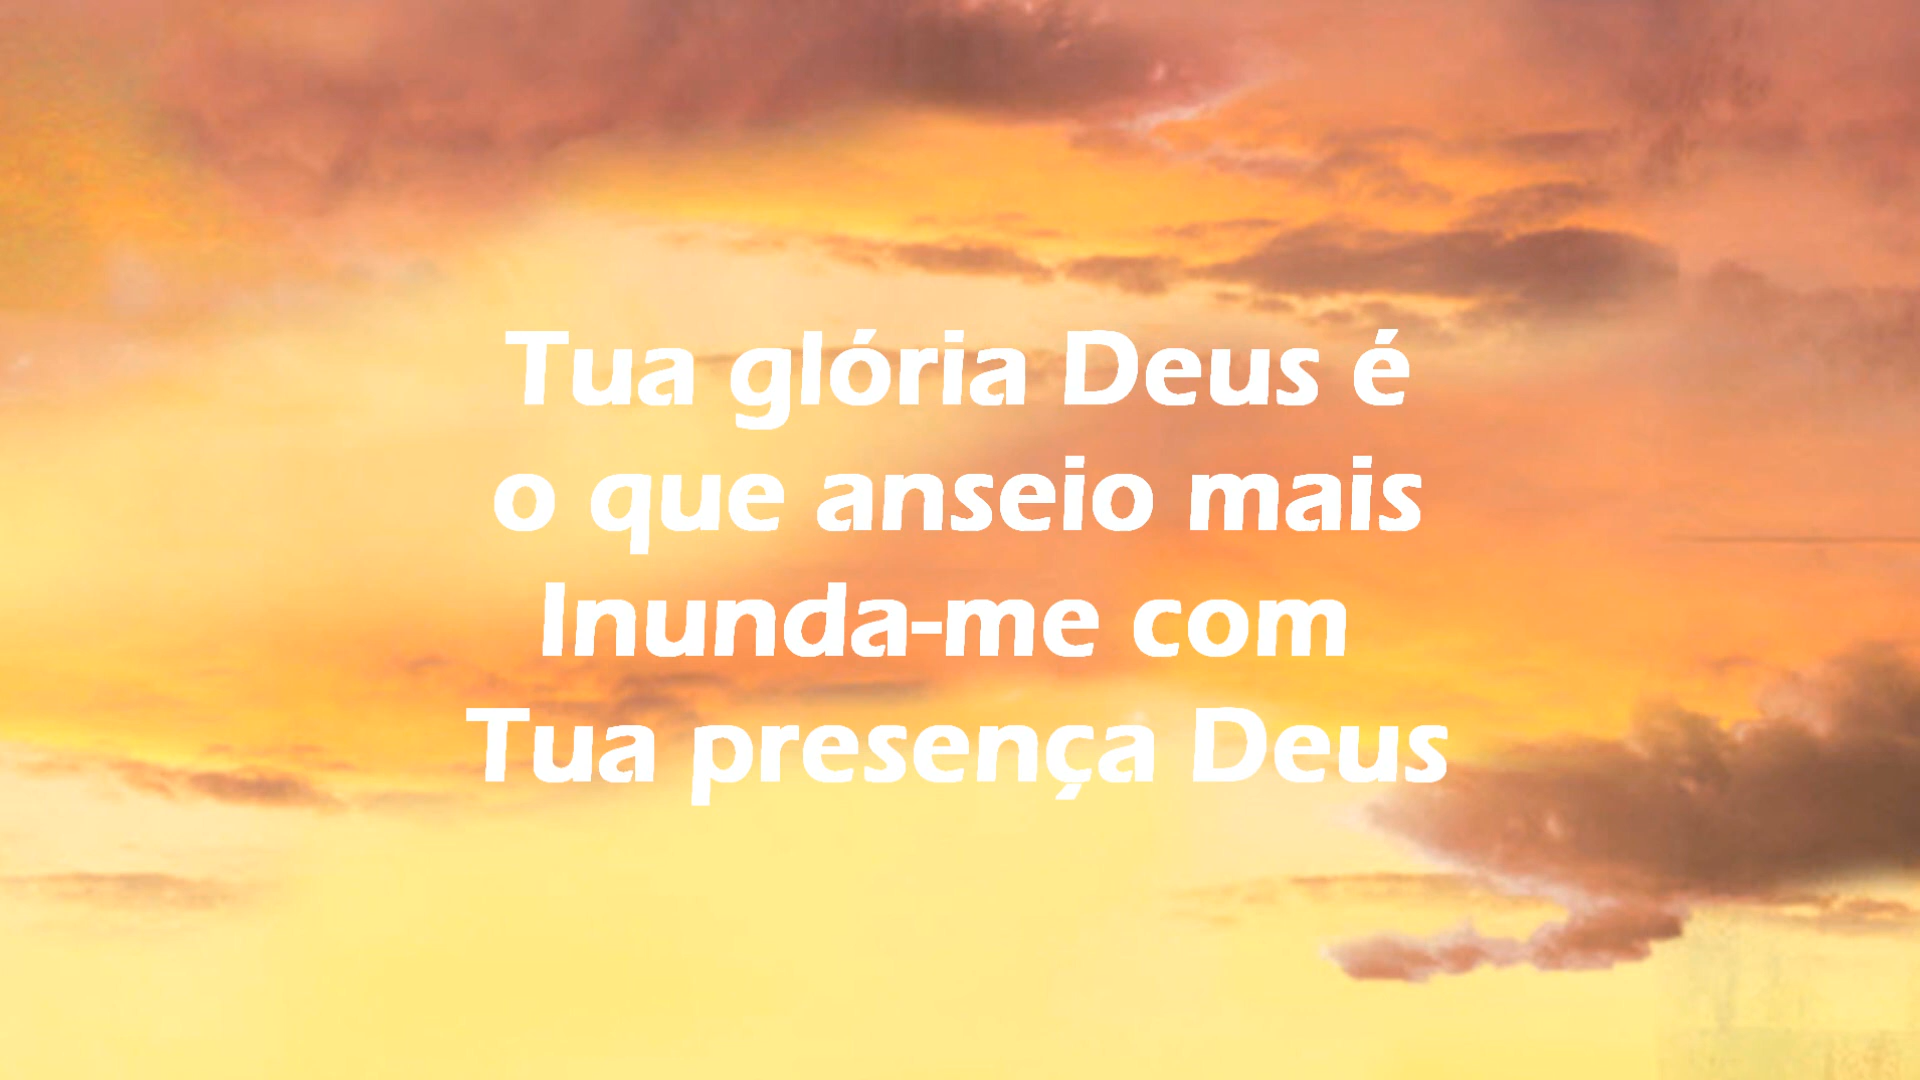 Tua glória Deus é
o que anseio mais
Inunda-me com
Tua presença Deus